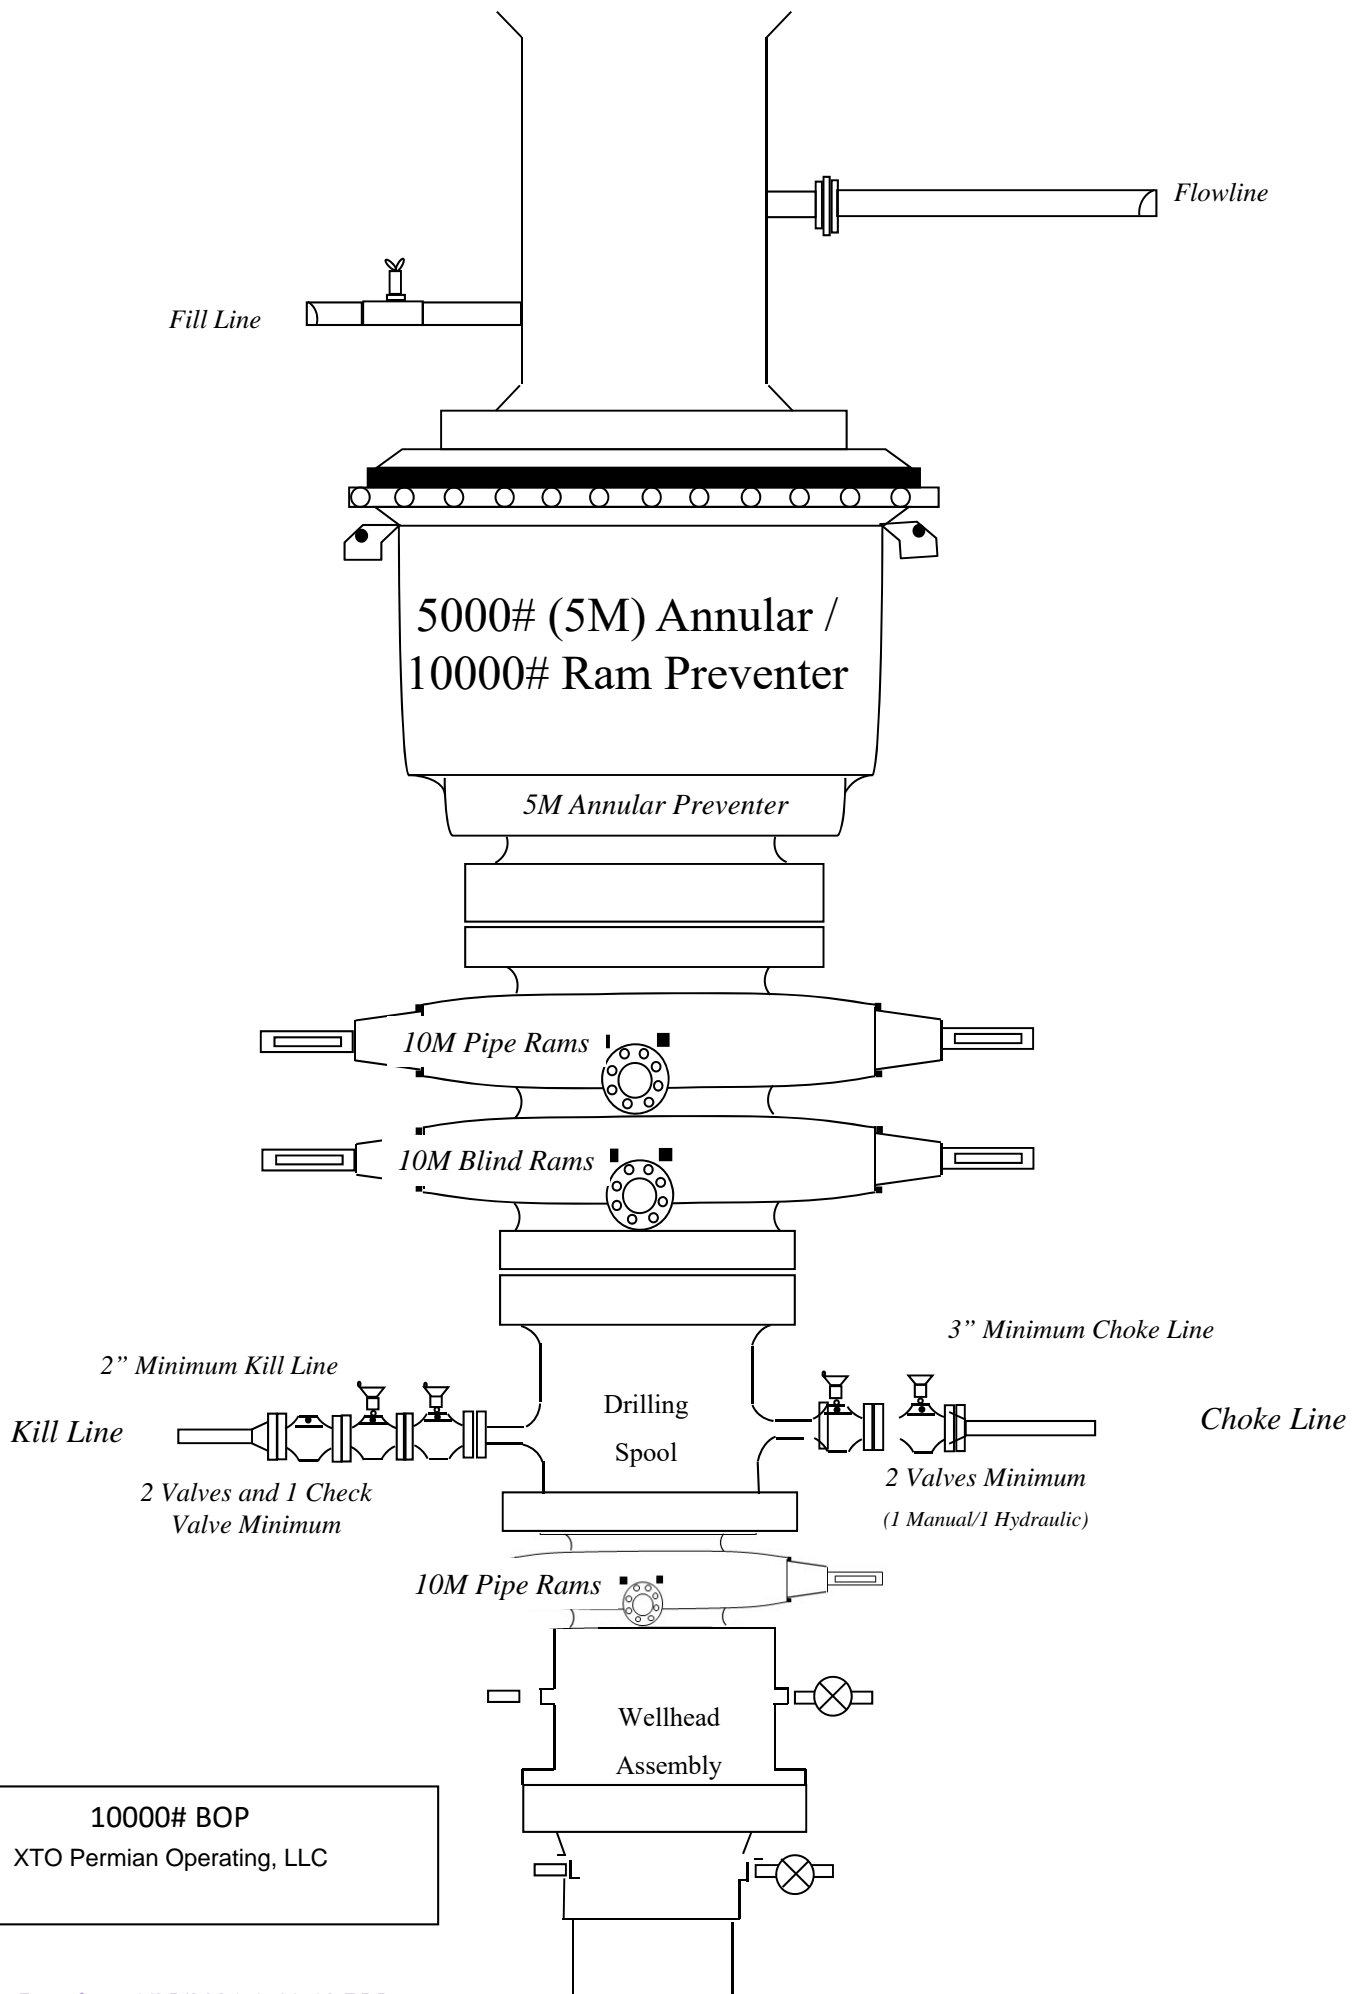 Flowline
Fill Line
5000# (5M) Annular /
10000# Ram Preventer
5M Annular Preventer
10M Pipe Rams
10M Blind Rams
3” Minimum Choke Line
2” Minimum Kill Line
Drilling
Spool
Kill Line
Choke Line
2 Valves and 1 Check
Valve Minimum
2 Valves Minimum
(1 Manual/1 Hydraulic)
10M Pipe Rams
Wellhead
Assembly
10000# BOP
XTO Permian Operating, LLC